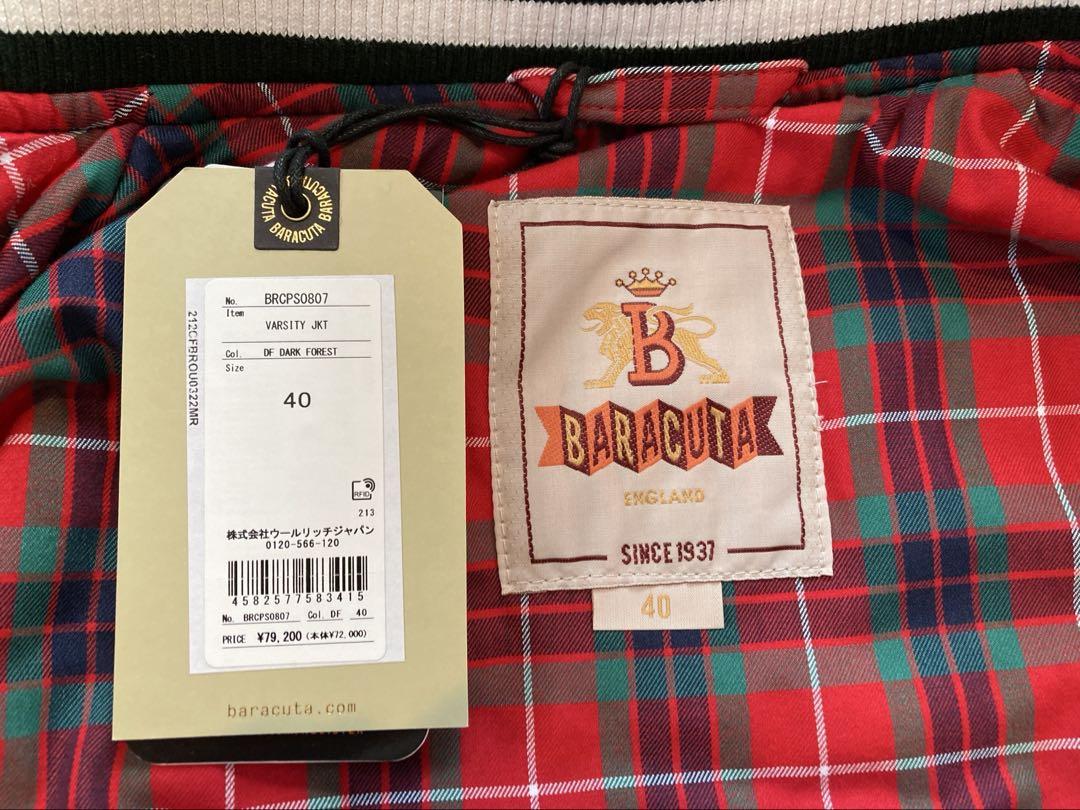 BARACUTA BARACUTA BARACUTA
No. BRCPS0807
Item
VARSITY JKT
Col. DF DARK FOREST
Size
40
RFID
213
株式会社ウールリッチジャパン
0120-566-120
4582577583415
No. BRCPS0807 Col. DF 40
PRICE ¥79,200 (本体¥72,000)
212CFBROU0322MR
baracuta.com
B
BARACUTA
ENGLAND
SINCE 1937
40